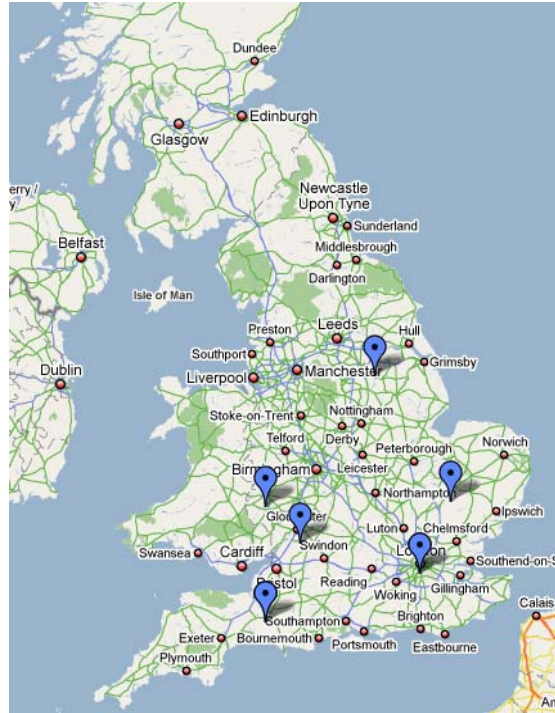 Dundee
Edinburgh
Glasgow
Newcastle
Upon Tyne
Sunderland
erry /
y
Belfast
Middlesbrough
Darlington
Isle of Man
Preston
Leeds
Hull
Southport
Grimsby
Dublin
Liverpool
Manchester
Stoke-on-Trent
Nottingham
Derby
Telford
Peterborough
Norwich
Birmingham
Leicester
Northampton
Ipswich
Luton
Chelmsford
Swansea
Cardiff
Swindon
Southend-on-S
Reading
Woking
Gillingham
Southampton
Brighton
Calais
Exeter
Bournemouth
Portsmouth
Eastbourne
Plymouth